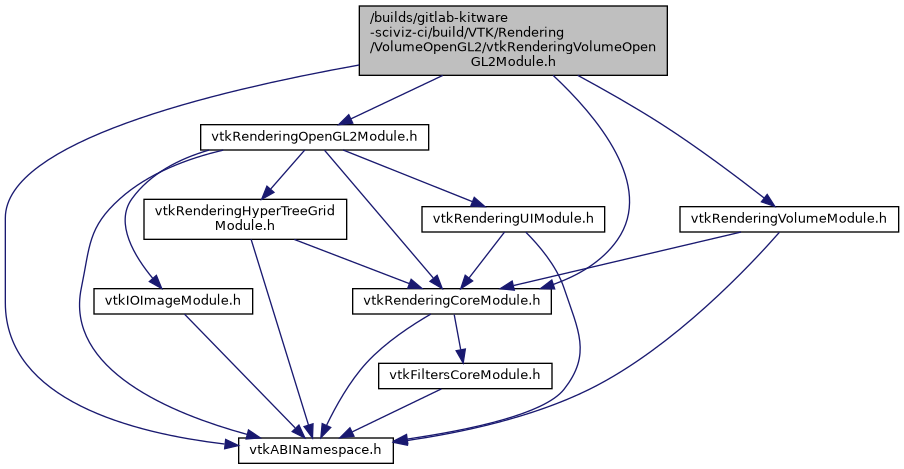 /builds/gitlab-kitware
-sciviz-ci/build/VTK/Rendering
/VolumeOpenGL2/vtkRenderingVolumeOpen
GL2Module.h
vtkRenderingOpenGL2Module.h
vtkRenderingHyperTreeGrid
Module.h
vtkRenderingUIModule.h
vtkRenderingVolumeModule.h
vtkIOImageModule.h
vtkRenderingCoreModule.h
vtkFiltersCoreModule.h
vtkABINamespace.h